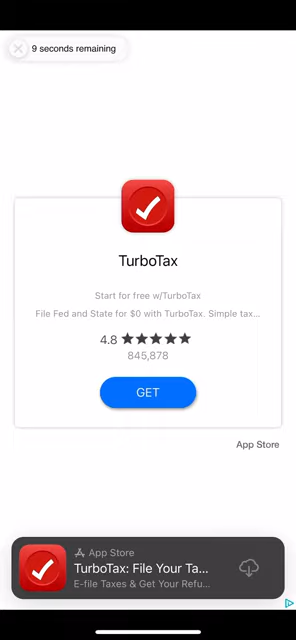 9 seconds remaining
TurboTax
Start for free w/TurboTax
File Fed and State for $0 with TurboTax. Simple tax...
4.8
845,878
GET
App Store
App Store
TurboTax: File Your Ta...
E-file Taxes & Get Your Refu...